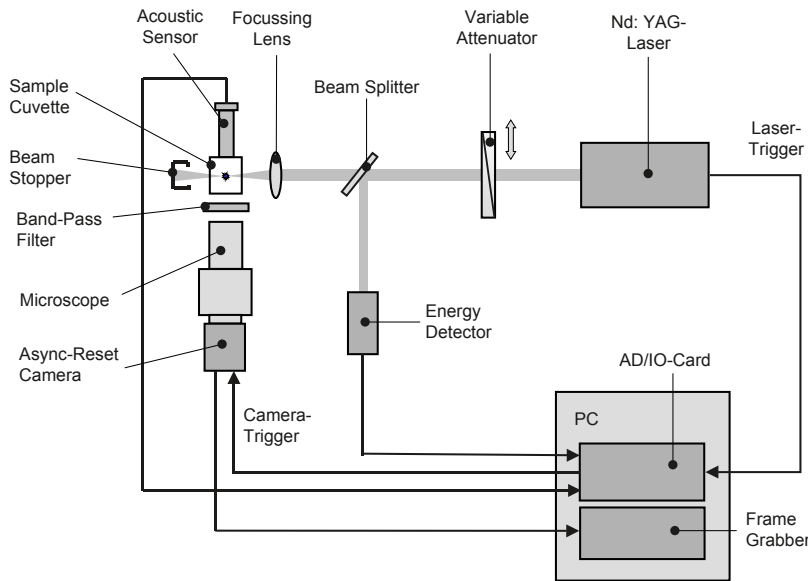 Acoustic
Sensor
Focussing
Lens
Variable
Attenuator
Nd: YAG-
Laser
Sample
Cuvette
Beam Splitter
Laser-
Trigger
Beam
Stopper
Band-Pass
Filter
Microscope
Energy
Detector
Async-Reset
Camera
AD/IO-Card
Camera-
Trigger
PC
Frame
Grabber